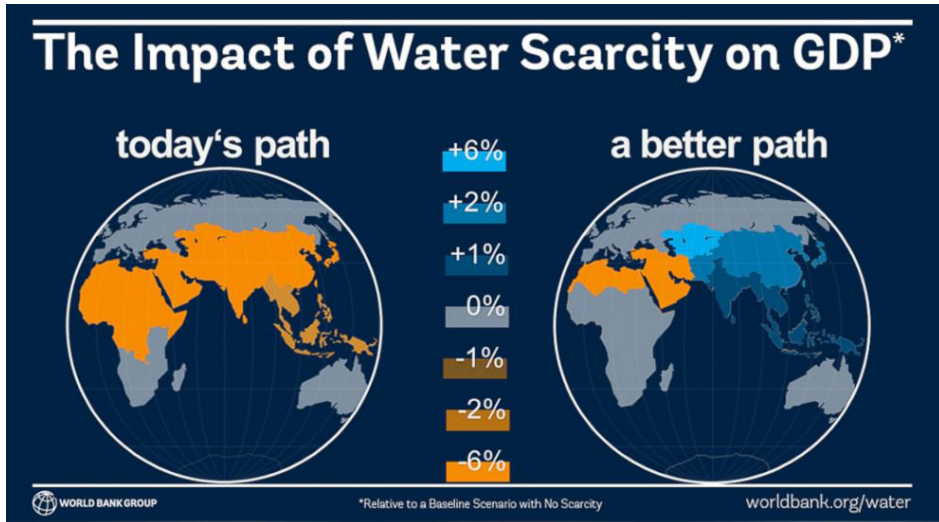 The Impact of Water Scarcity on GDP*
today‘s path
a better path
+6%
+2%
+1%
0%
-1%
-2%
-6%
WORLD BANK GROUP
*Relative to a Baseline Scenario with No Scarcity
worldbank.org/water